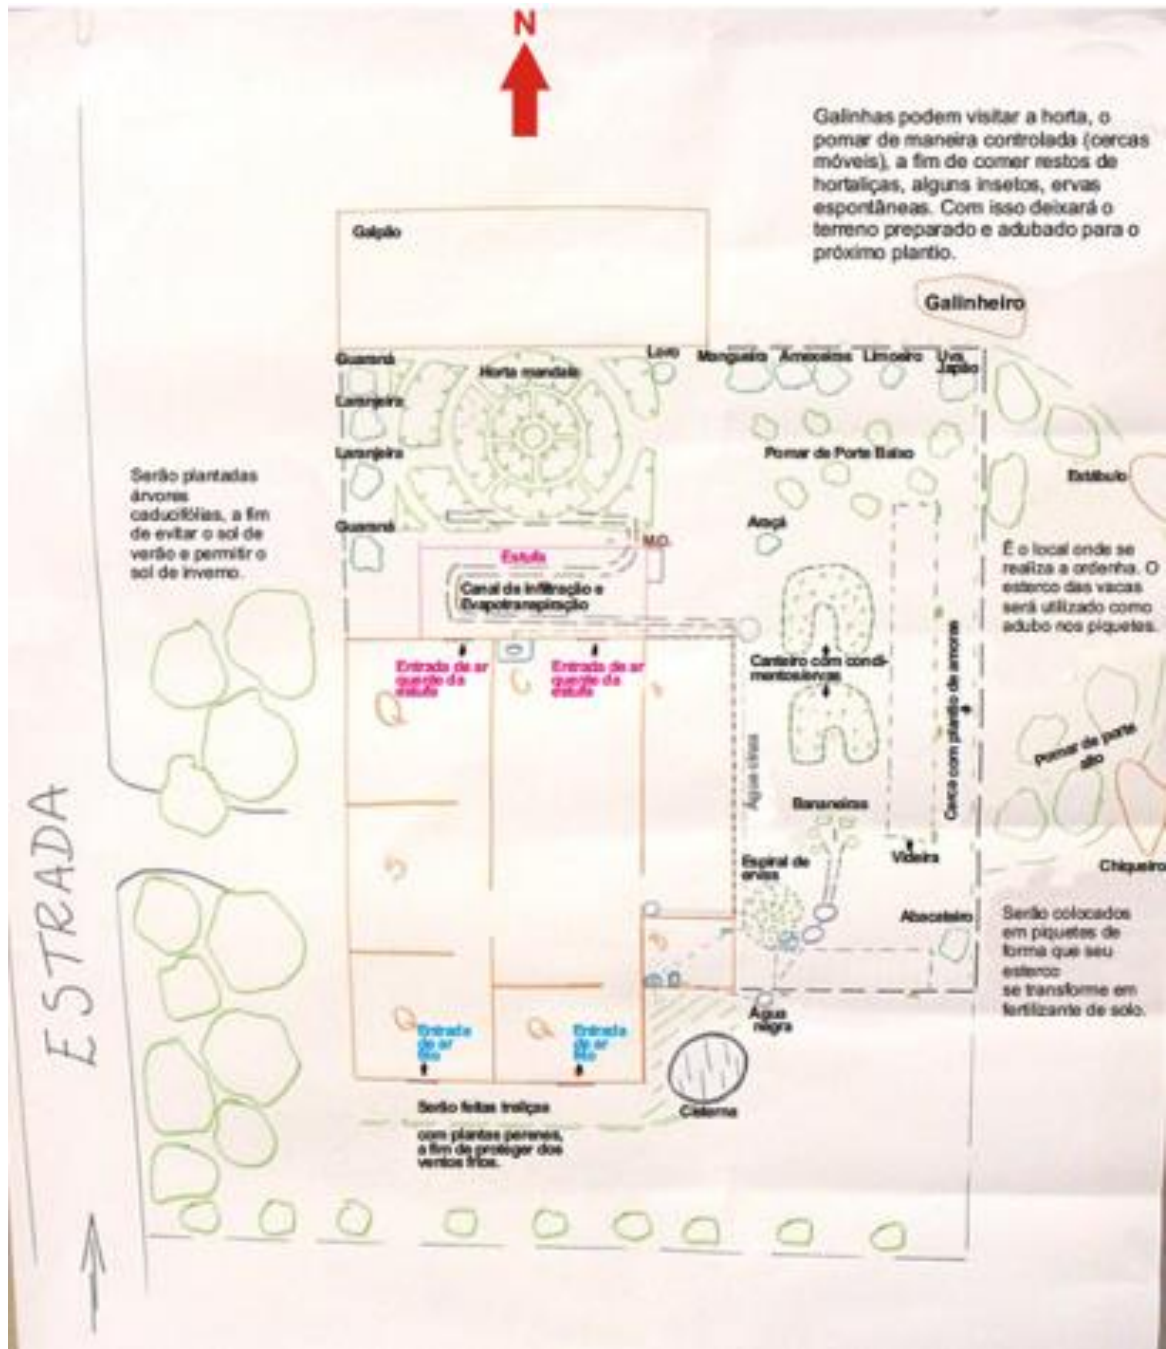 N
Galinhas podem visitar a horta, o
pomar de maneira controlada (cercas
móveis), a fim de comer restos de
hortaliças, alguns insetos, ervas
espontâneas. Com isso deixará o
terreno preparado e adubado para o
próximo plantio.
Galpão
Galinheiro
Guaraná
Horta mandala
Loro
Mangueira
Ameixeiras
Limoeiro
Uva
Japão
Laranjeira
Laranjeira
Pomar de Porte Baixo
Estábulo
Serão plantadas
árvores
caducifólias, a fim
de evitar o sol de
verão e permitir o
sol de inverno.
Guaraná
Araçá
M.O.
Estufa
Canal de infiltração e
Evapotranspiração
É o local onde se
realiza a ordenha. O
esterco das vacas
será utilizado como
adubo nos piquetes.
Entrada de ar
quente da
estufa
Entrada de ar
quente da
estufa
Canteiro com condi-
mentos/ervas
Q
C
Cerca com plantio de amoras
Água cinza
Pomar de porte
alto
Bananeiras
Videira
Chiqueiro
ESTRADA
S
Espiral de
ervas
Abacateiro
Serão colocados
em piquetes de
forma que seu
esterco
se transforme em
fertilizante de solo.
Q
Q
Entrada
de ar
frio
Entrada
de ar
frio
Água
negra
Cisterna
Serão feitas treliças
com plantas perenes,
a fim de proteger dos
ventos frios.